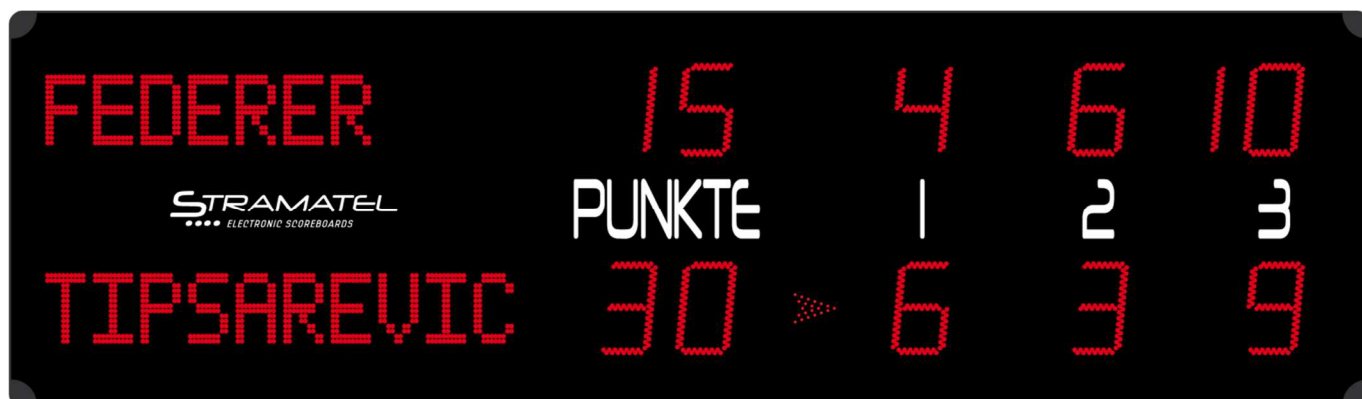 FEDERER 15 4 6 10
STRAMATEL PUNKTE 1 2 3
ELECTRONIC SCOREBOARDS
TIPSAREVIC 30 6 3 9